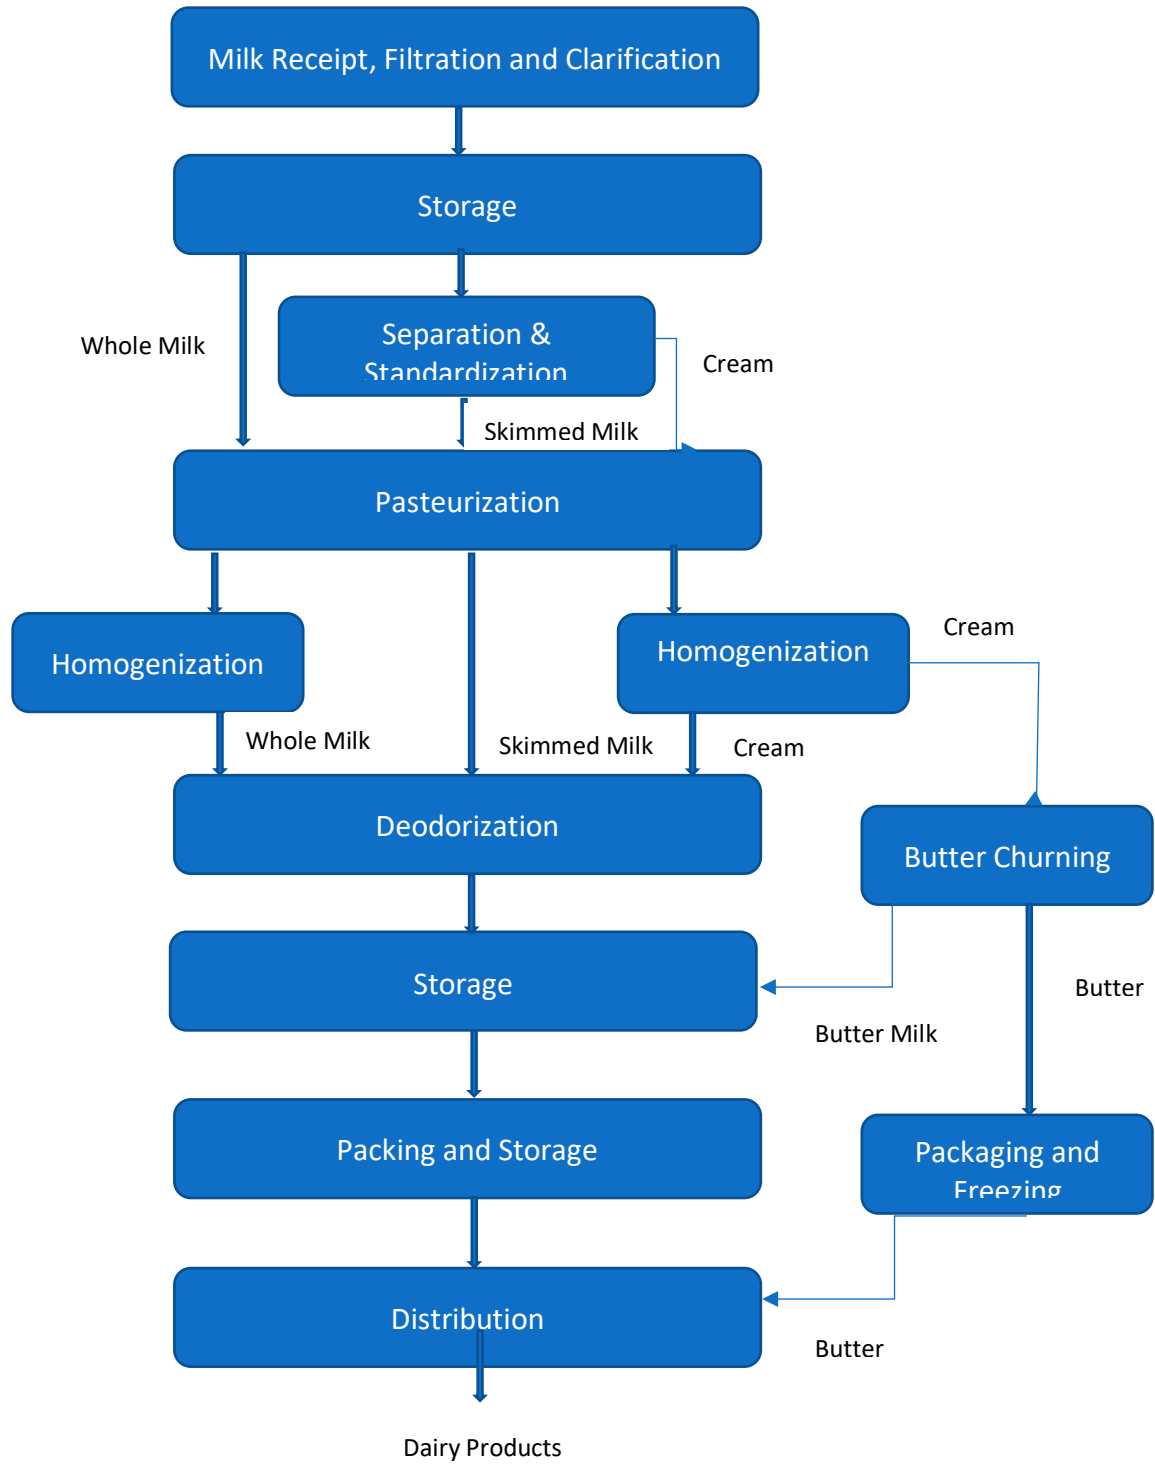 Milk Receipt, Filtration and Clarification
Storage
Whole Milk
Separation &
Standardization
Cream
Skimmed Milk
Pasteurization
Homogenization
Homogenization
Cream
Whole Milk
Skimmed Milk
Cream
Deodorization
Butter Churning
Storage
Butter
Butter Milk
Packing and Storage
Packaging and
Freezing
Distribution
Butter
Dairy Products